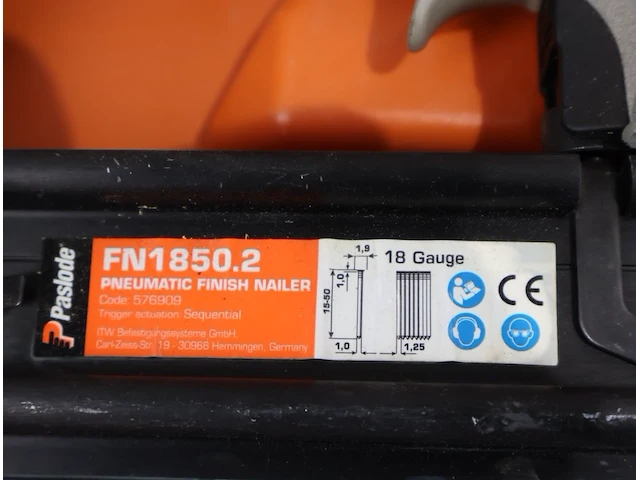 Paslode
FN1850.2
PNEUMATIC FINISH NAILER
Code: 576909
Trigger actuation: Sequential
ITW Befestigungssysteme GmbH
Carl-Zeiss-Str. 19 - 30966 Hemmingen, Germany
1,9
18 Gauge
1,0
15-50
1,0
1,25
CE